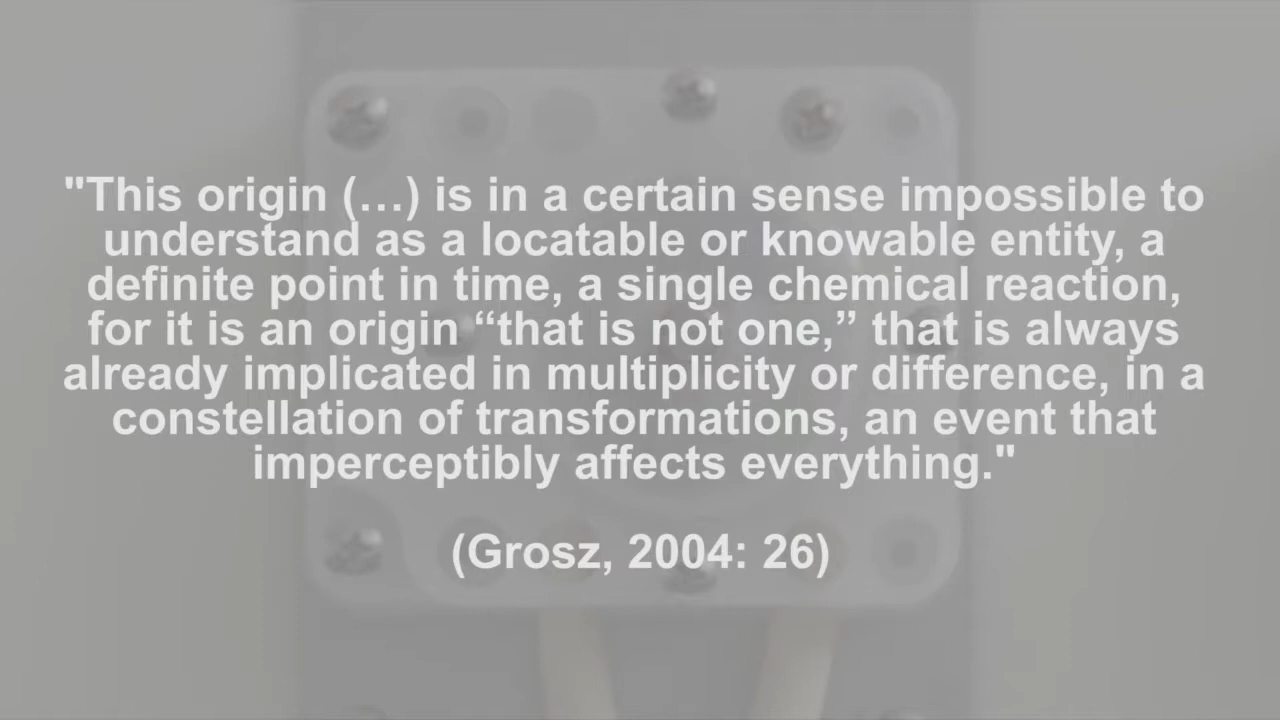 "This origin (…) is in a certain sense impossible to
understand as a locatable or knowable entity, a
definite point in time, a single chemical reaction,
for it is an origin “that is not one,” that is always
already implicated in multiplicity or difference, in a
constellation of transformations, an event that
imperceptibly affects everything."
(Grosz, 2004: 26)